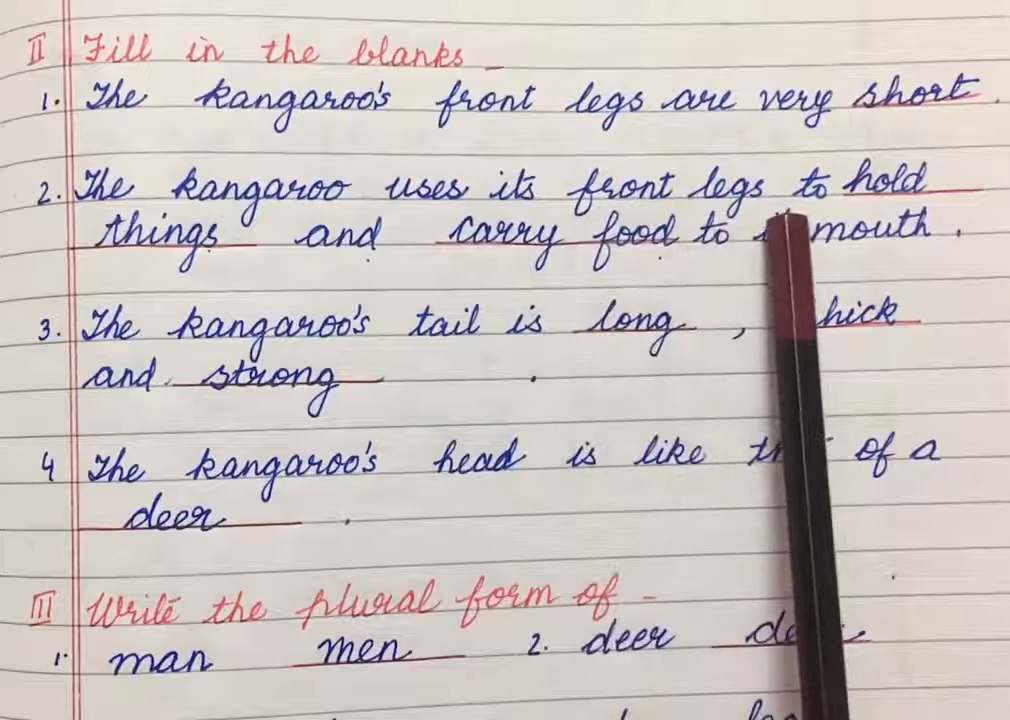 II Fill in the blanks -
1. The kangaroo's front legs are very short.
2. The kangaroo uses its front legs to hold
things and carry food to mouth.
3. The kangaroo's tail is long, hick
and strong.
4 The kangaroo's head is like of a
deer.
III Write the plural form of -
1. man men 2. deer